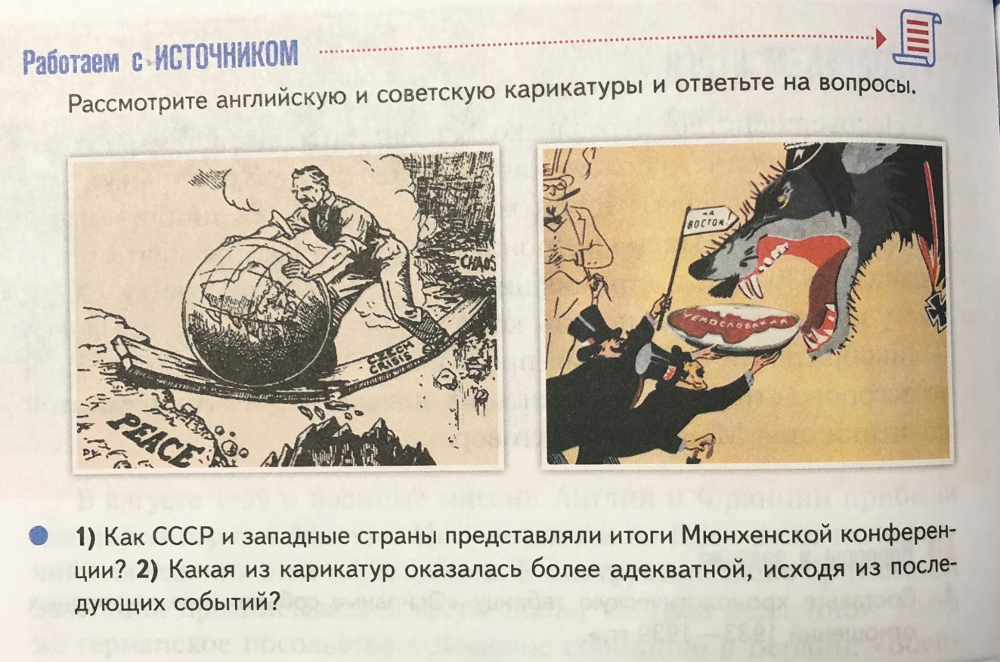 Работаем с ИСТОЧНИКОМ
Рассмотрите английскую и советскую карикатуры и ответьте на вопросы.
CHAOS
CZECH
CRISIS
PEACE
НА
ВОСТОК!
ЧЕХОСЛОВАКИЯ
1) Как СССР и западные страны представляли итоги Мюнхенской конферен-
ции? 2) Какая из карикатур оказалась более адекватной, исходя из после-
дующих событий?